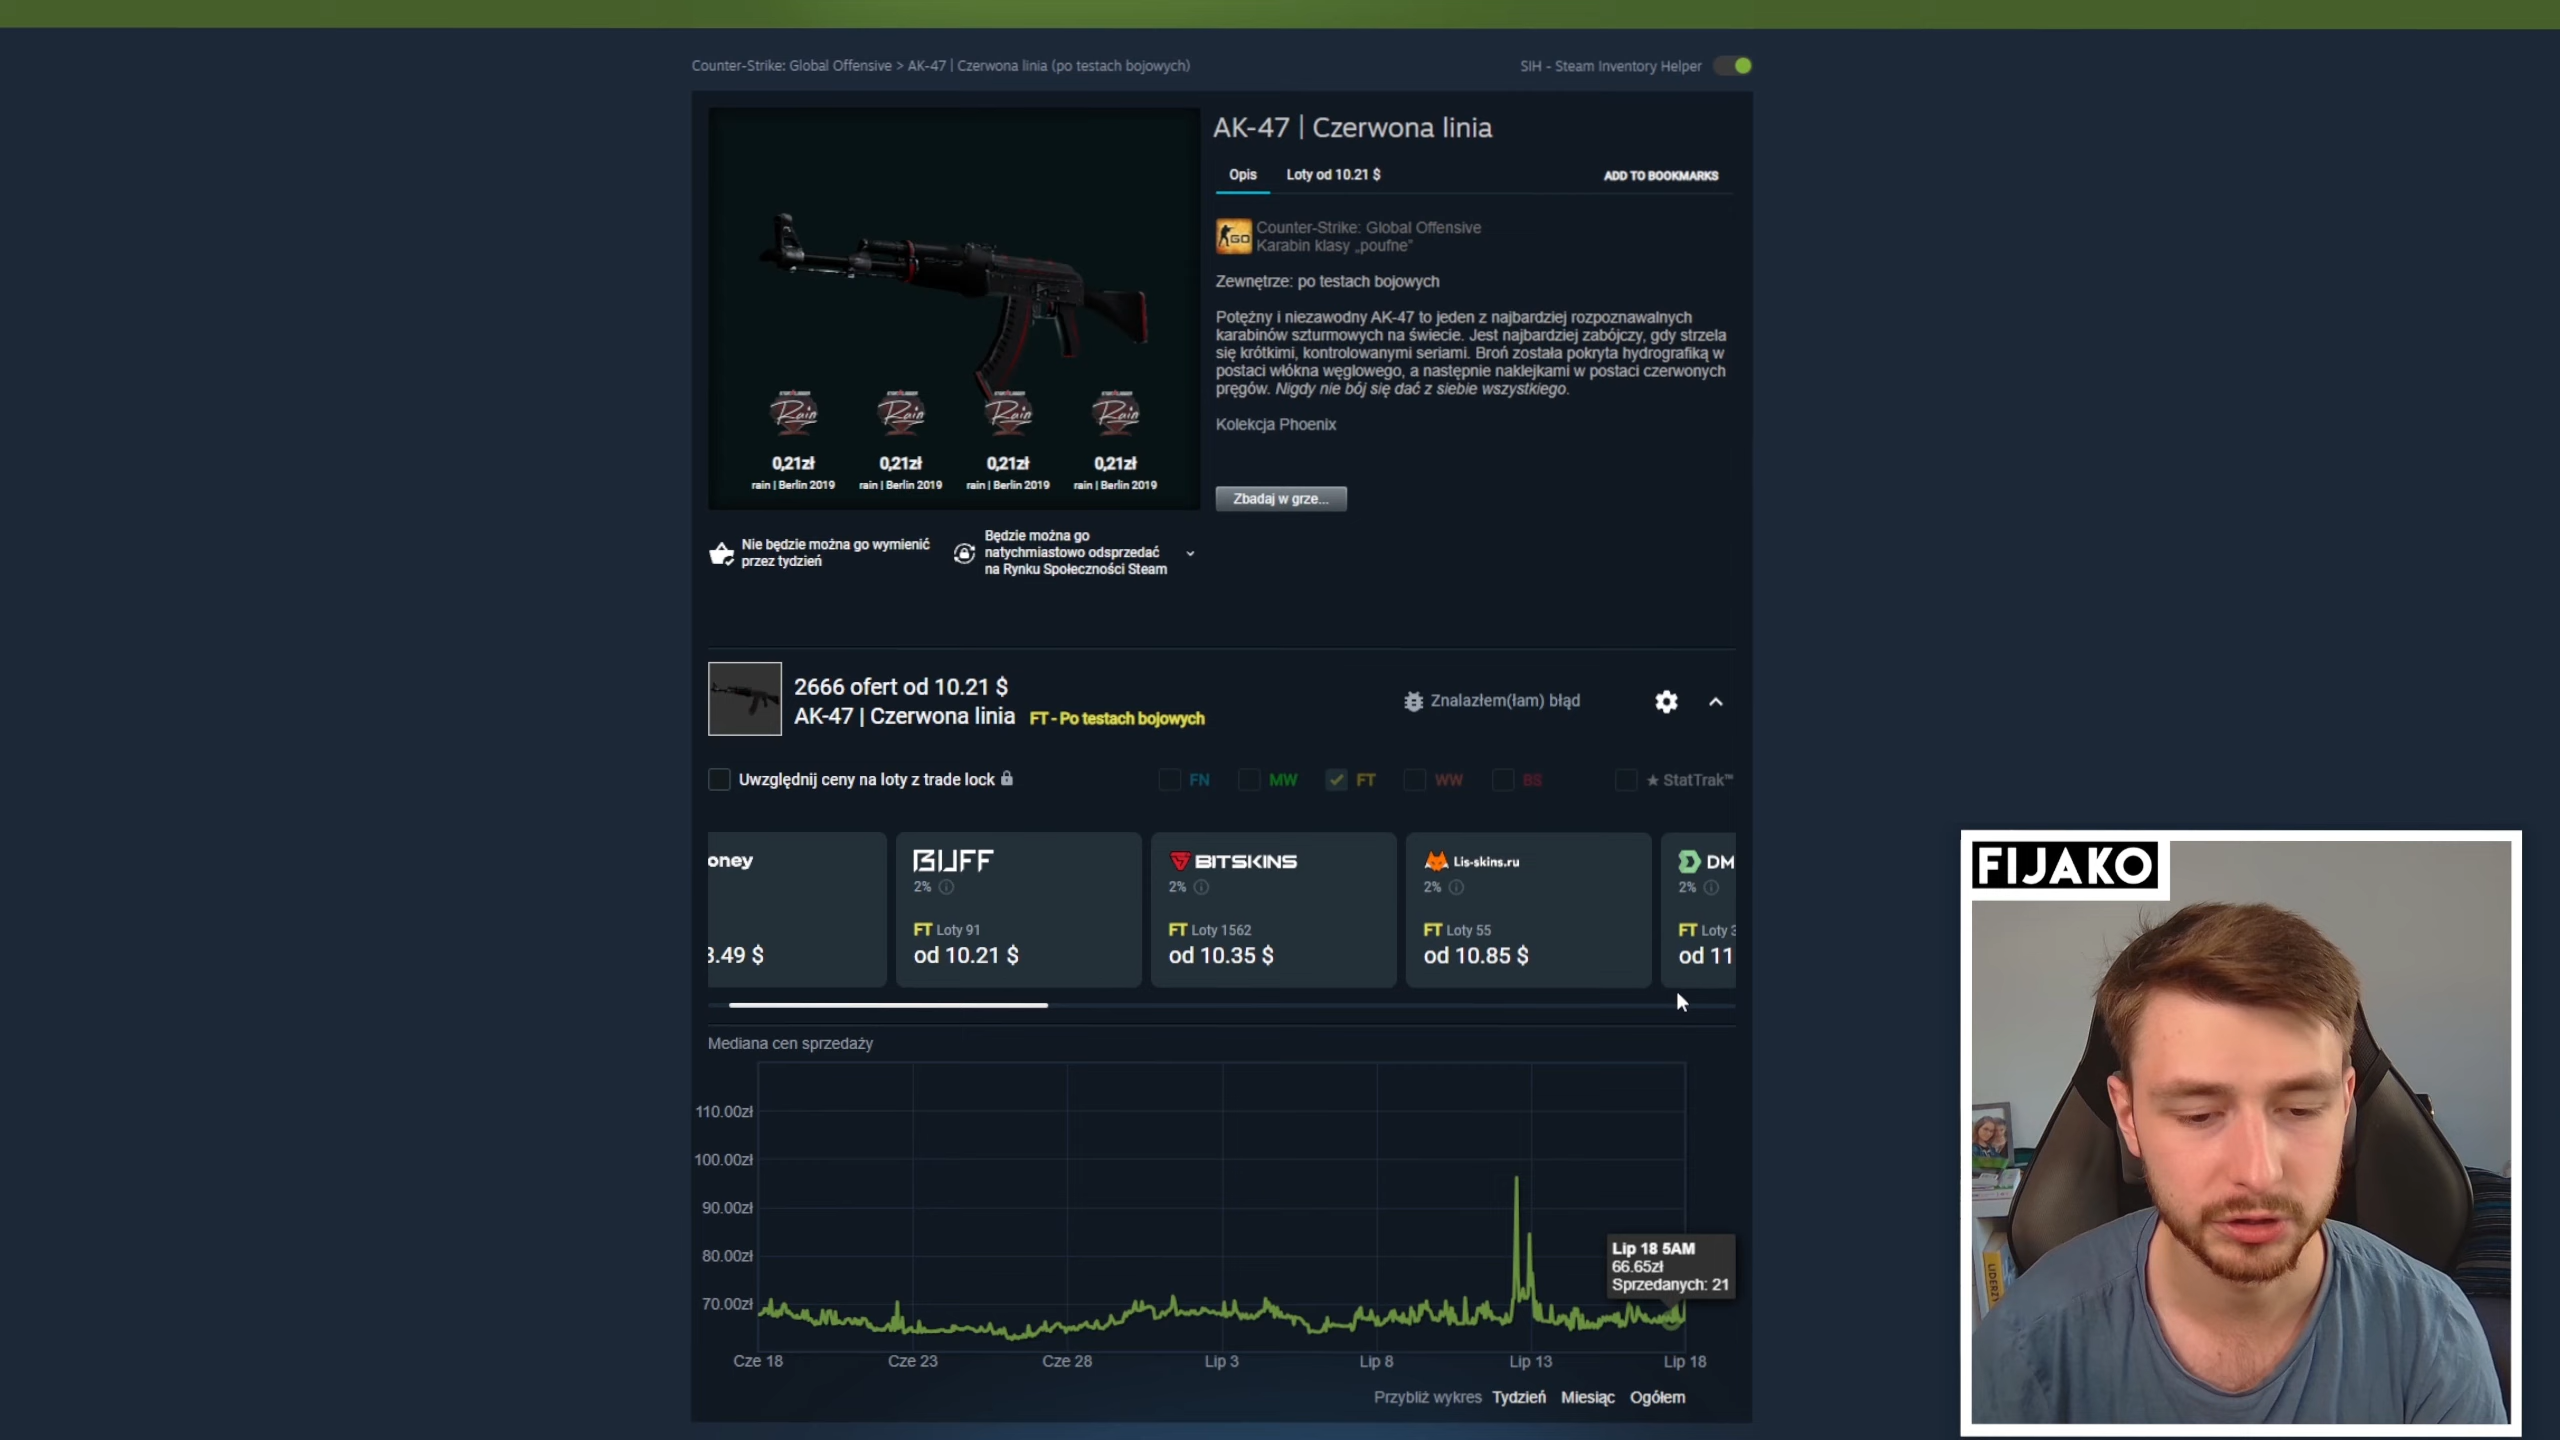 Counter-Strike: Global Offensive > AK-47 | Czerwona linia (po testach bojowych)
SIH - Steam Inventory Helper
AK-47 | Czerwona linia
Opis
Loty od 10.21 $
ADD TO BOOKMARKS
Counter-Strike: Global Offensive
Karabin klasy „poufne”
Zewnętrze: po testach bojowych
Potężny i niezawodny AK-47 to jeden z najbardziej rozpoznawalnych
karabinów szturmowych na świecie. Jest najbardziej zabójczy, gdy strzela
się krótkimi, kontrolowanymi seriami. Broń została pokryta hydrografiką w
postaci włókna węglowego, a następnie naklejkami w postaci czerwonych
pręgów. Nigdy nie bój się dać z siebie wszystkiego.
Kolekcja Phoenix
Zbadaj w grze...
Rain Rain Rain Rain
0,21zł 0,21zł 0,21zł 0,21zł
rain | Berlin 2019 rain | Berlin 2019 rain | Berlin 2019 rain | Berlin 2019
Nie będzie można go wymienić
przez tydzień
Będzie można go
natychmiastowo odsprzedać
na Rynku Społeczności Steam
2666 ofert od 10.21 $
AK-47 | Czerwona linia FT - Po testach bojowych
Znalazłem(łam) błąd
Uwzględnij ceny na loty z trade lock
FN MW FT WW BS ★ StatTrak™
oney
3.49 $
BUFF
2%
FT Loty 91
od 10.21 $
BITSKINS
2%
FT Loty 1562
od 10.35 $
Lis-skins.ru
2%
FT Loty 55
od 10.85 $
DM
2%
FT Loty 3
od 11
Mediana cen sprzedaży
110.00zł
100.00zł
90.00zł
80.00zł
70.00zł
Lip 18 5AM
66.65zł
Sprzedanych: 21
Cze 18 Cze 23 Cze 28 Lip 3 Lip 8 Lip 13 Lip 18
Przybliż wykres Tydzień Miesiąc Ogółem
FIJAKO